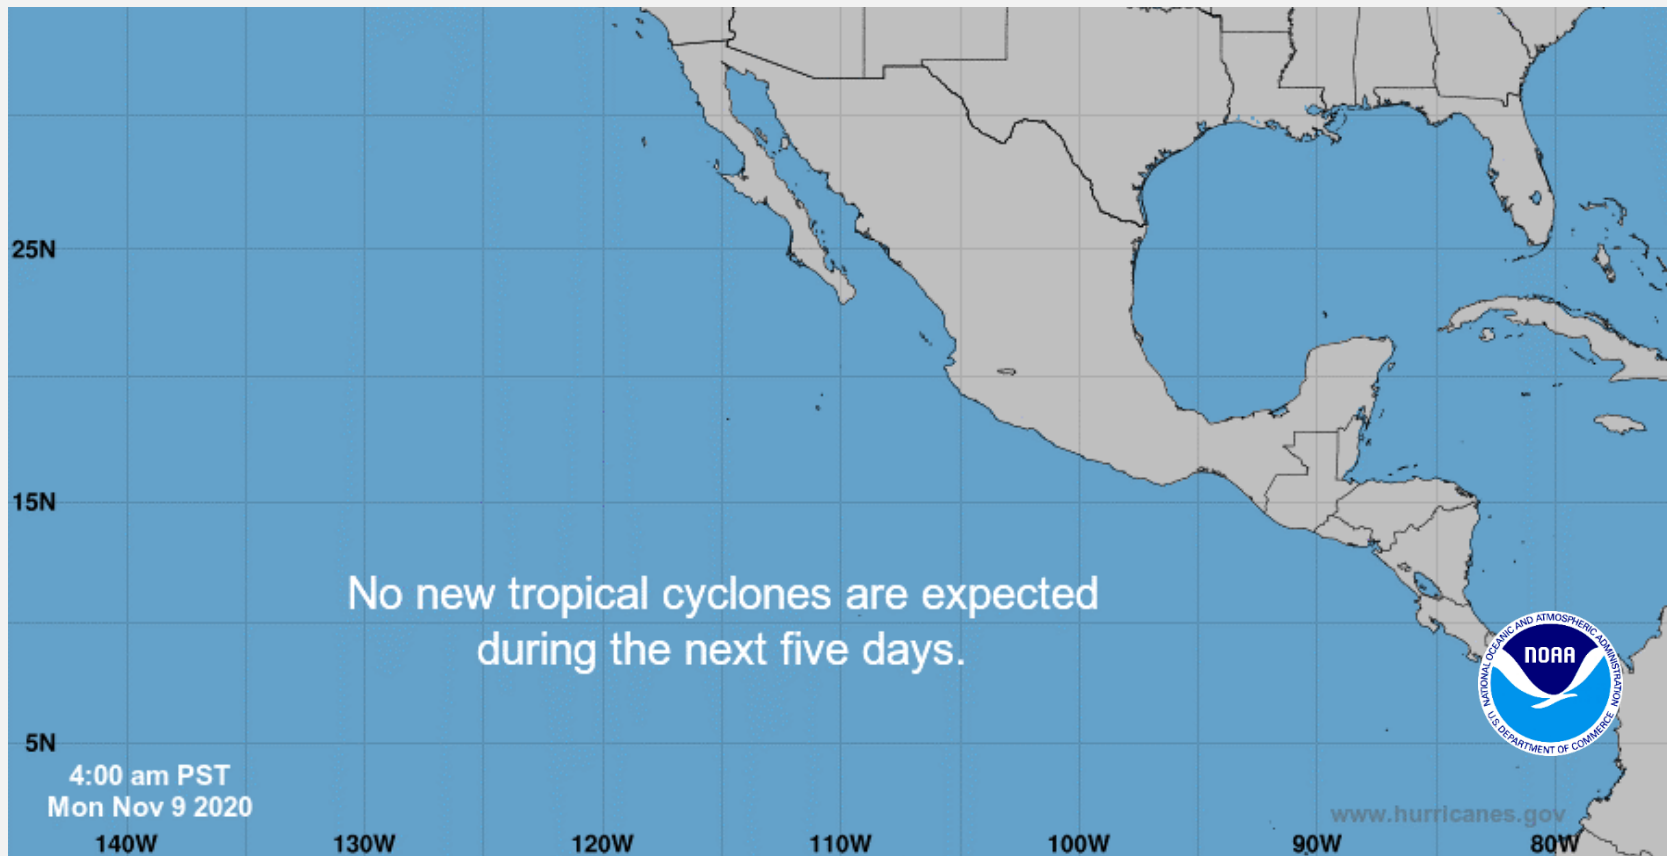 25N
15N
No new tropical cyclones are expected
during the next five days.
NATIONAL OCEANIC AND ATMOSPHERIC ADMINISTRATION
NOAA
U.S. DEPARTMENT OF COMMERCE
5N
4:00 am PST
Mon Nov 9 2020
www.hurricanes.gov
140W 130W 120W 110W 100W 90W 80W